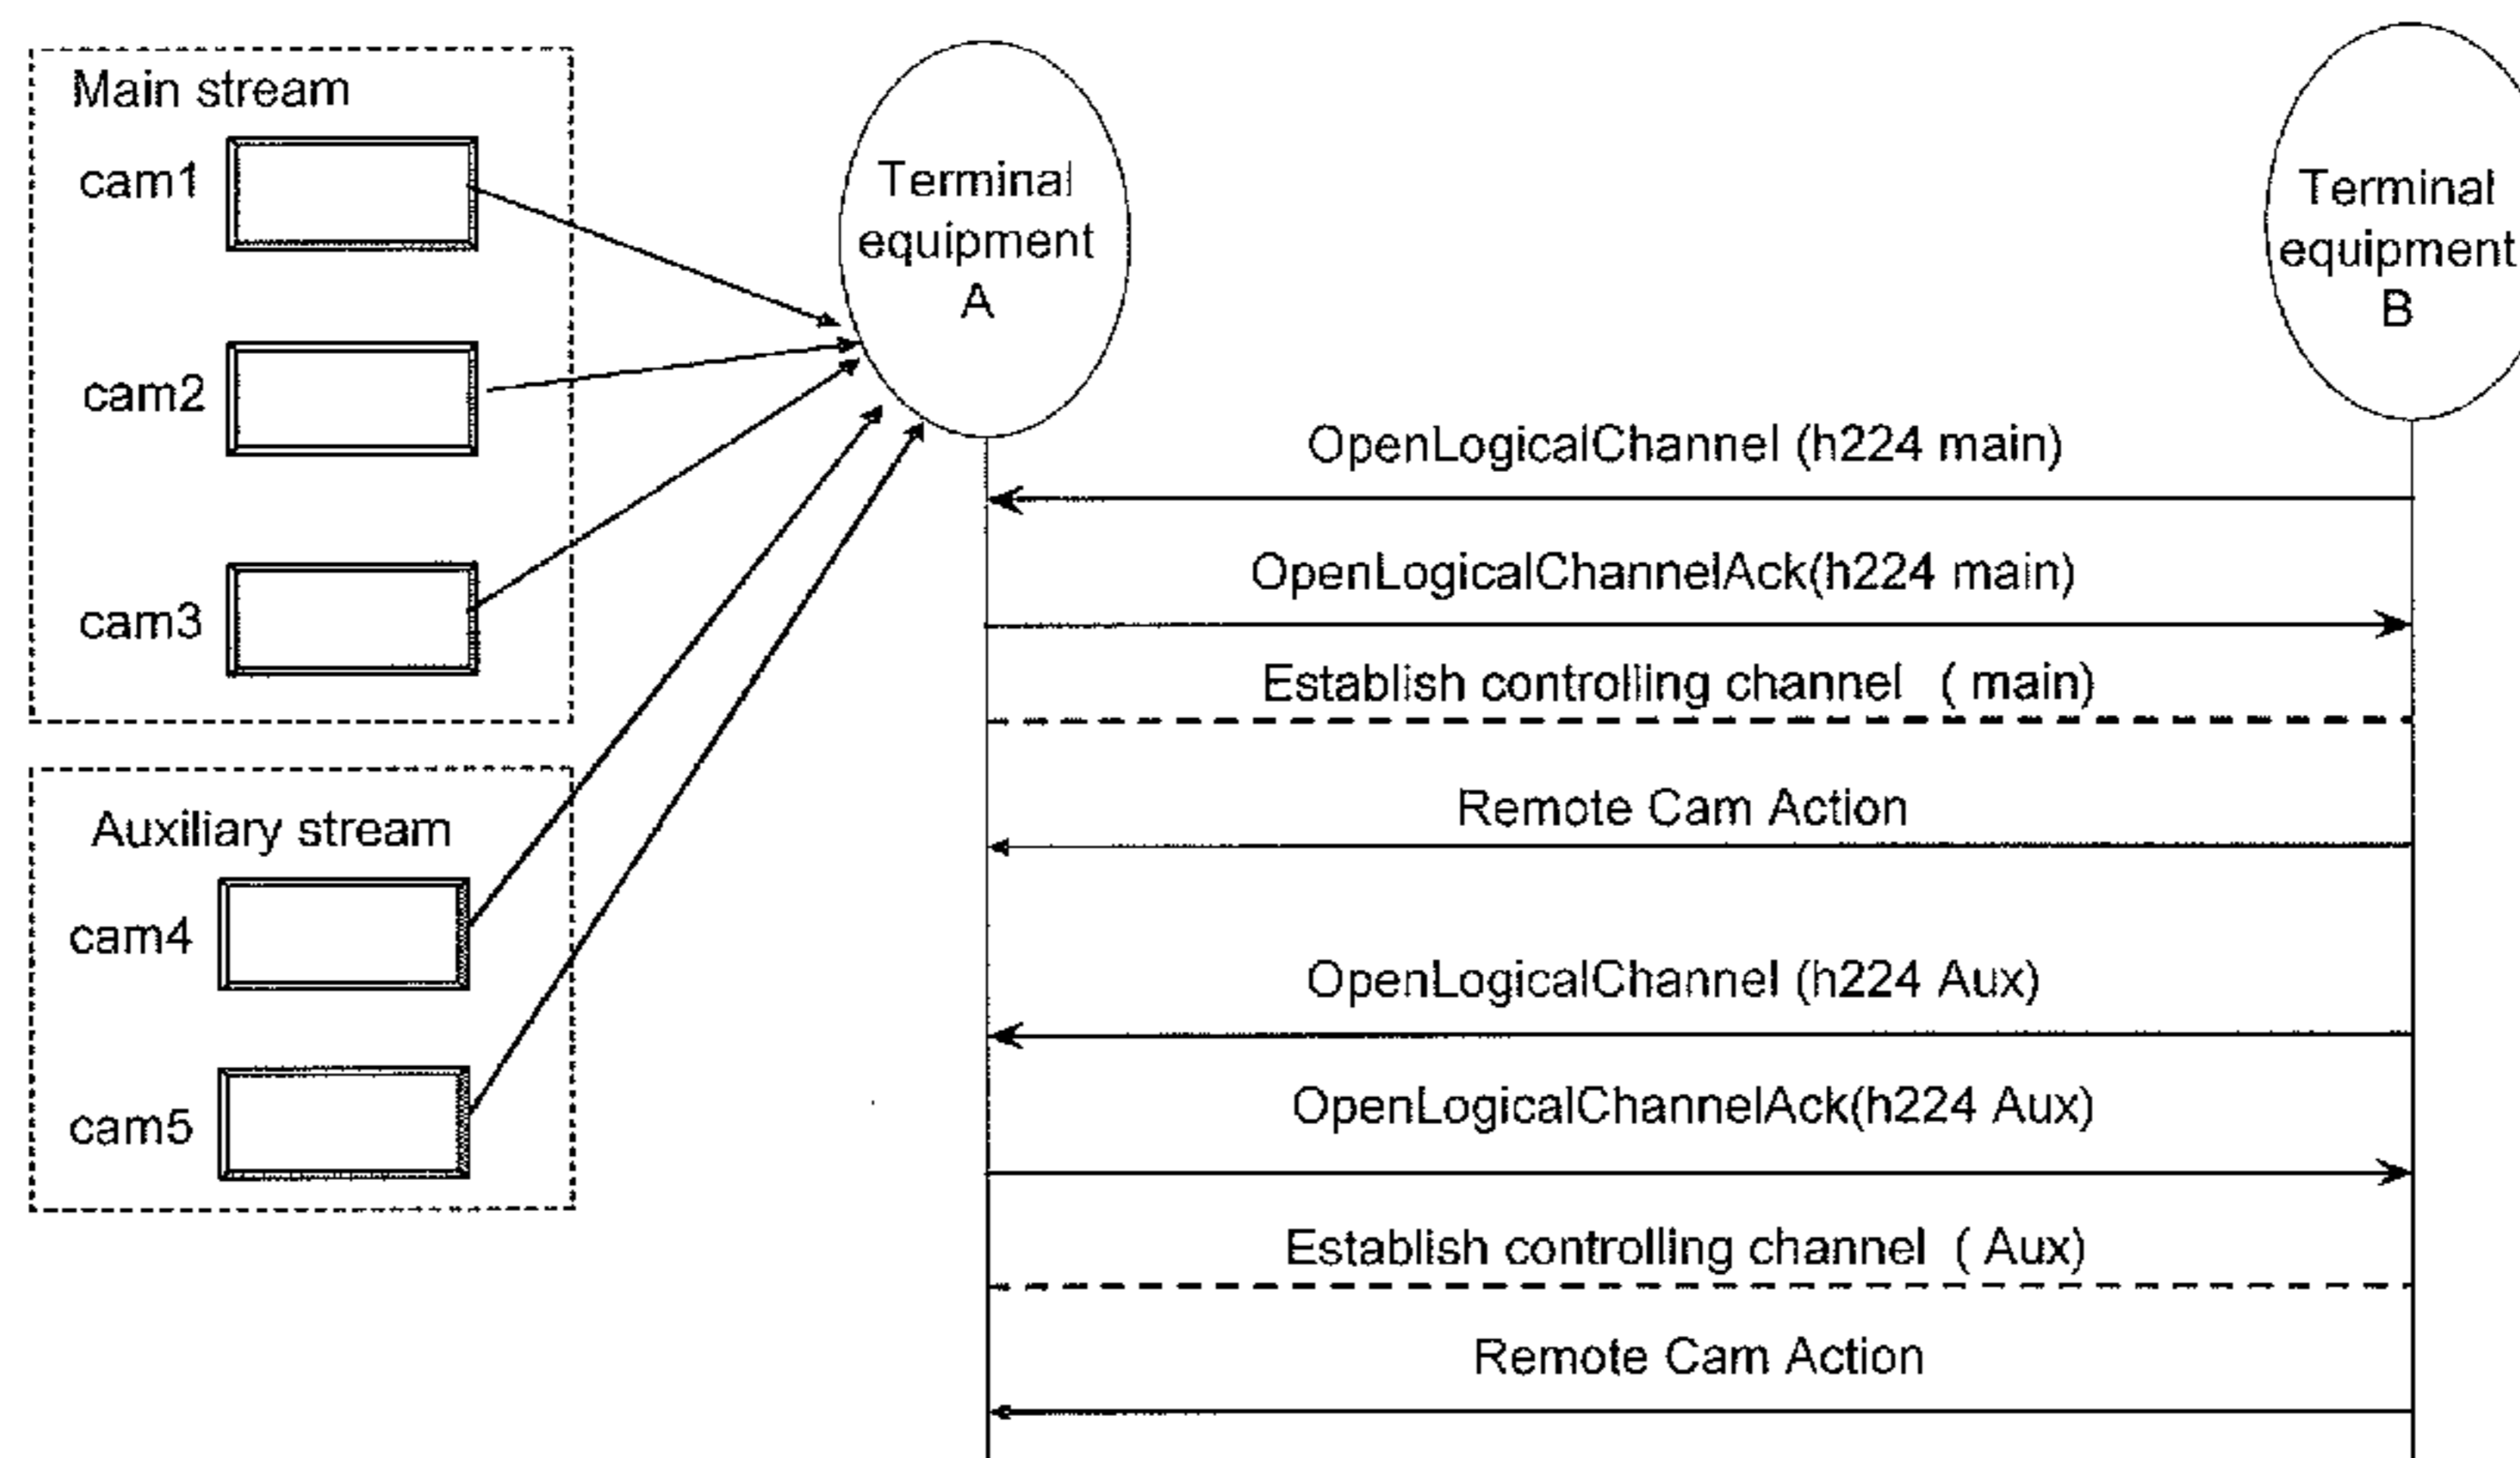 Main stream
cam1
cam2
cam3
Auxiliary stream
cam4
cam5
Terminal
equipment
A
Terminal
equipment
B
OpenLogicalChannel (h224 main)
OpenLogicalChannelAck(h224 main)
Establish controlling channel ( main)
Remote Cam Action
OpenLogicalChannel (h224 Aux)
OpenLogicalChannelAck(h224 Aux)
Establish controlling channel ( Aux)
Remote Cam Action